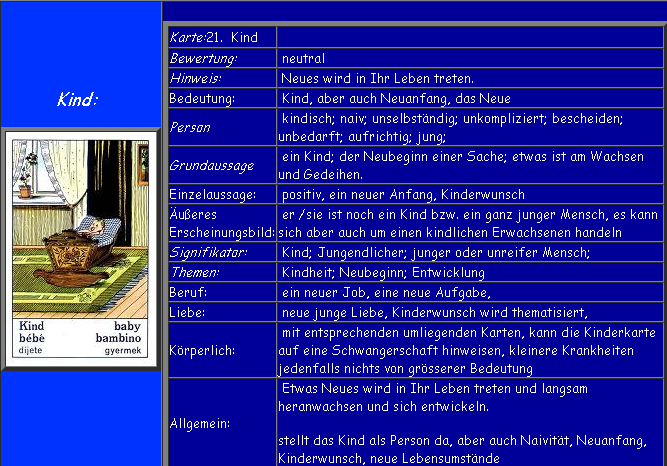 Kind:
Kind baby
bébè bambino
dijete gyermek
Karte:21. Kind
Bewertung: neutral
Hinweis: Neues wird in Ihr Leben treten.
Bedeutung: Kind, aber auch Neuanfang, das Neue
Person kindisch; naiv; unselbständig; unkompliziert; bescheiden;
unbedarft; aufrichtig; jung;
Grundaussage ein Kind; der Neubeginn einer Sache; etwas ist am Wachsen
und Gedeihen.
Einzelaussage: positiv, ein neuer Anfang, Kinderwunsch
Äußeres er /sie ist noch ein Kind bzw. ein ganz junger Mensch, es kann
Erscheinungsbild: sich aber auch um einen kindlichen Erwachsenen handeln
Signifikator: Kind; Jungendlicher; junger oder unreifer Mensch;
Themen: Kindheit; Neubeginn; Entwicklung
Beruf: ein neuer Job, eine neue Aufgabe,
Liebe: neue junge Liebe, Kinderwunsch wird thematisiert,
Körperlich: mit entsprechenden umliegenden Karten, kann die Kinderkarte
auf eine Schwangerschaft hinweisen, kleinere Krankheiten
jedenfalls nichts von grösserer Bedeutung
Allgemein: Etwas Neues wird in Ihr Leben treten und langsam
heranwachsen und sich entwickeln.
stellt das Kind als Person da, aber auch Naivität, Neuanfang,
Kinderwunsch, neue Lebensumstände